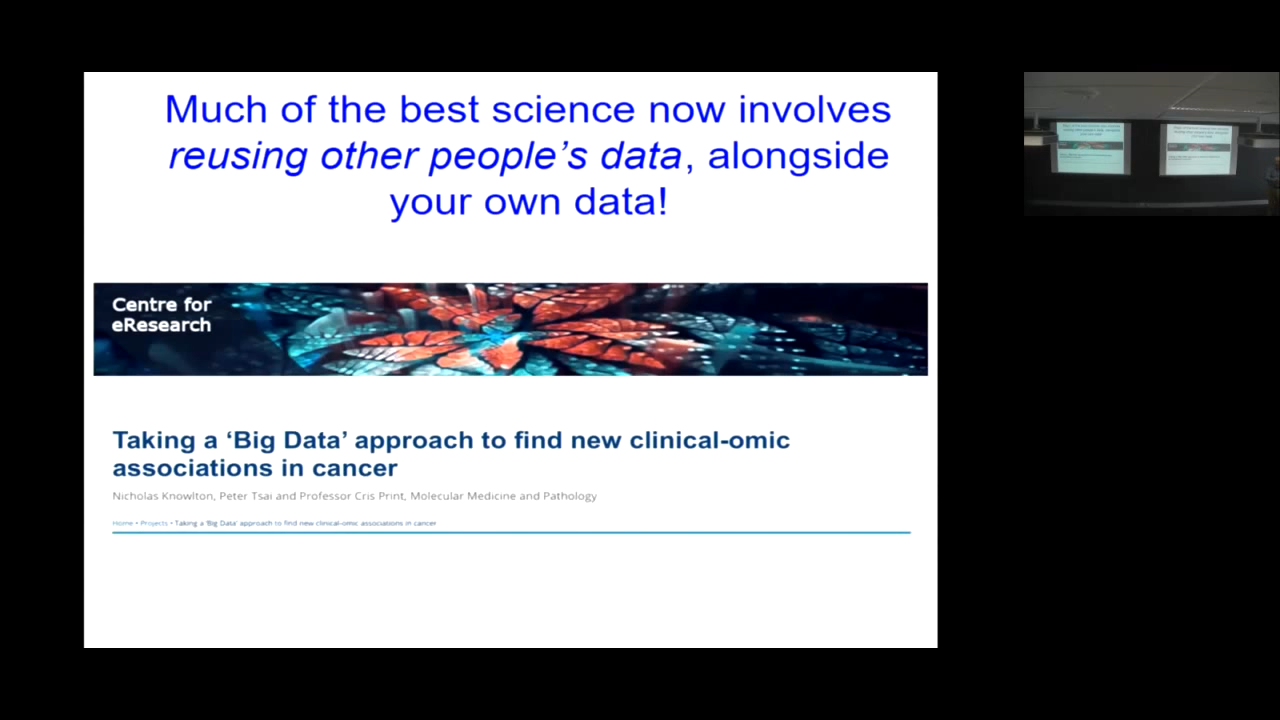 Much of the best science now involves
reusing other people's data, alongside
your own data!
Centre for
eResearch
Taking a ‘Big Data’ approach to find new clinical-omic
associations in cancer
Nicholas Knowlton, Peter Tsai and Professor Cris Print, Molecular Medicine and Pathology
Home • Projects • Taking a ‘Big Data’ approach to find new clinical-omic associations in cancer